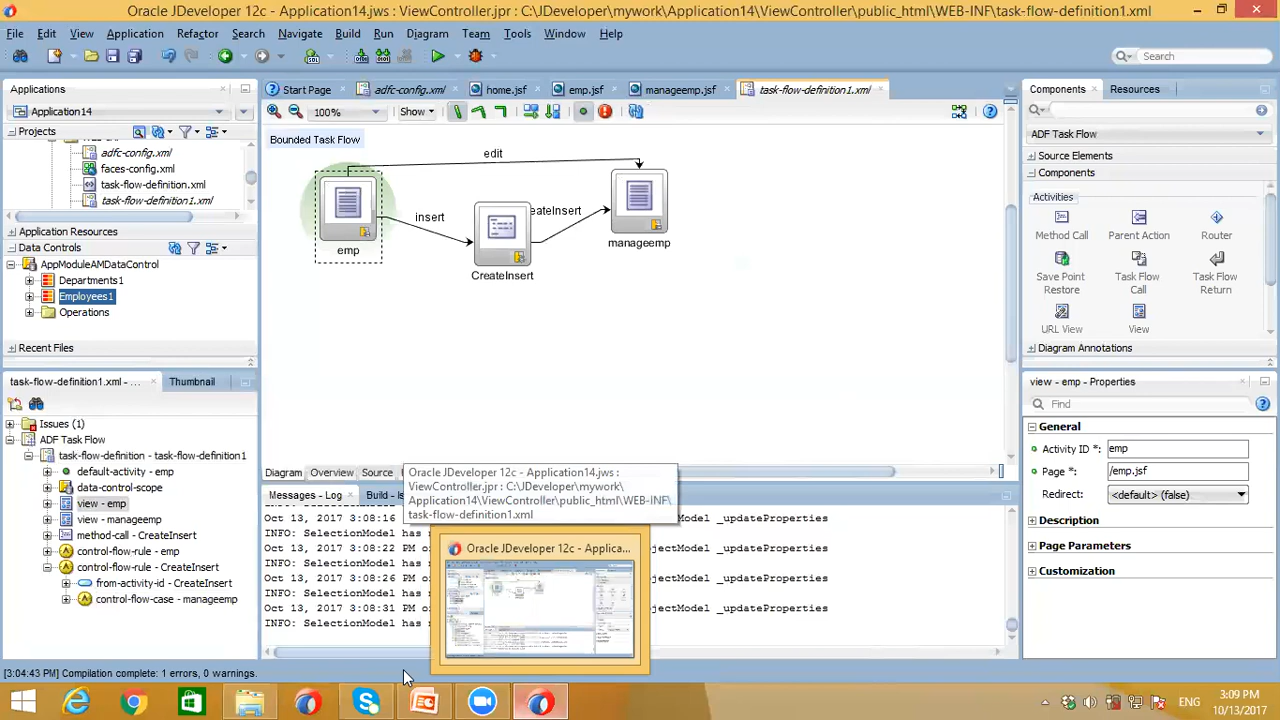 Oracle JDeveloper 12c - Application14.jws : ViewController.jpr : C:\JDeveloper\mywork\Application14\ViewController\public_html\WEB-INF\task-flow-definition1.xml
File Edit View Application Refactor Search Navigate Build Run Diagram Team Tools Window Help
Search
Applications
Application14
Projects
adfc-config.xml
faces-config.xml
task-flow-definition.xml
task-flow-definition1.xml
Application Resources
Data Controls
AppModuleAMDataControl
Departments1
Employees1
Operations
Recent Files
task-flow-definition1.xml - ... Thumbnail
Issues (1)
ADF Task Flow
task-flow-definition - task-flow-definition1
default-activity - emp
data-control-scope
view - emp
view - manageemp
method-call - CreateInsert
control-flow-rule - emp
control-flow-rule - CreateInsert
from-activity-id - CreateInsert
control-flow-case - manageemp
Start Page adfc-config.xml home.jsf emp.jsf manageemp.jsf task-flow-definition1.xml
100% Show
Bounded Task Flow
edit
insert
eateInsert
emp
CreateInsert
manageemp
Diagram Overview Source
Oracle JDeveloper 12c - Application14.jws :
ViewController.jpr : C:\JDeveloper\mywork\
Application14\ViewController\public_html\WEB-INF\
task-flow-definition1.xml
Messages - Log Build - Is
Oct 13, 2017 3:08:16 ojectModel _updateProperties
INFO: SelectionModel has
Oct 13, 2017 3:08:22 PM o jectModel _updateProperties
INFO: SelectionModel has
Oct 13, 2017 3:08:26 PM o jectModel _updateProperties
INFO: SelectionModel has
Oct 13, 2017 3:08:31 PM o jectModel _updateProperties
INFO: SelectionModel has
Oracle JDeveloper 12c - Applica...
Components Resources
ADF Task Flow
Source Elements
Components
Activities
Method Call Parent Action Router
Save Point Restore Task Flow Call Task Flow Return
URL View View
Diagram Annotations
view - emp - Properties
Find
General
Activity ID *: emp
Page *: /emp.jsf
Redirect: <default> (false)
Description
Page Parameters
Customization
[3:04:43 PM] Compilation complete: 1 errors, 0 warnings.
ENG
3:09 PM
10/13/2017